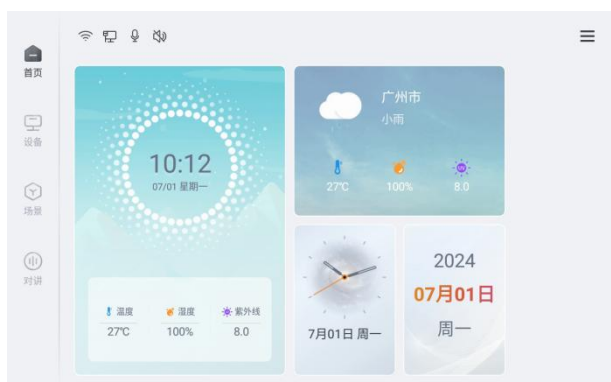 首页
设备
场景
对讲
10:12
07/01 星期一
温度 湿度 紫外线
27℃ 100% 8.0
广州市
小雨
27℃ 100% 8.0
7月01日 周一
2024
07月01日
周一